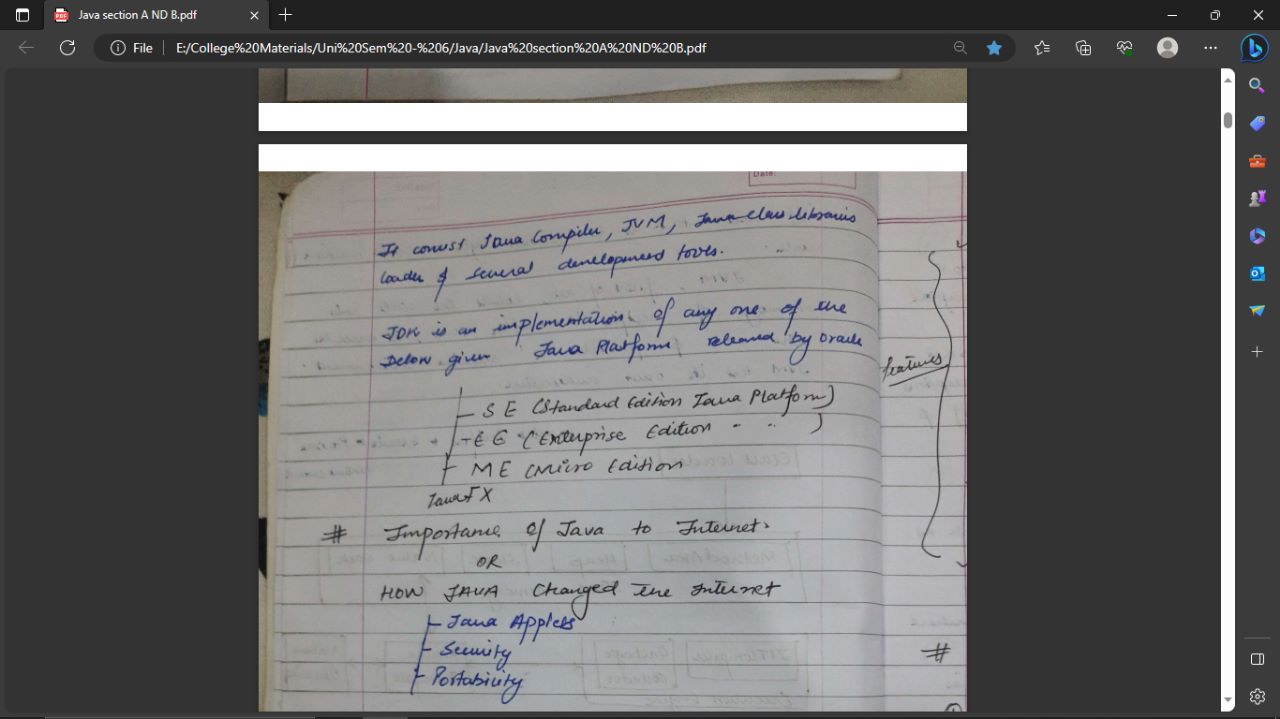 Java section A ND B.pdf
File
E:/College%20Materials/Uni%20Sem%20-%206/Java/Java%20section%20A%20ND%20B.pdf
Date
It consist, Java Compiler, JVM, Java Class libraries
loader & several development tools.
JDK is an implementation of any one of the
Below given Java Platform released by Oracle
SE (Standard Edition Java Platform)
EE (Enterprise Edition " " )
ME (Micro Edition
JavaFX
features
# Importance of Java to Internet.
OR
HOW JAVA Changed the Internet
Java Applets
Security
Portability
#